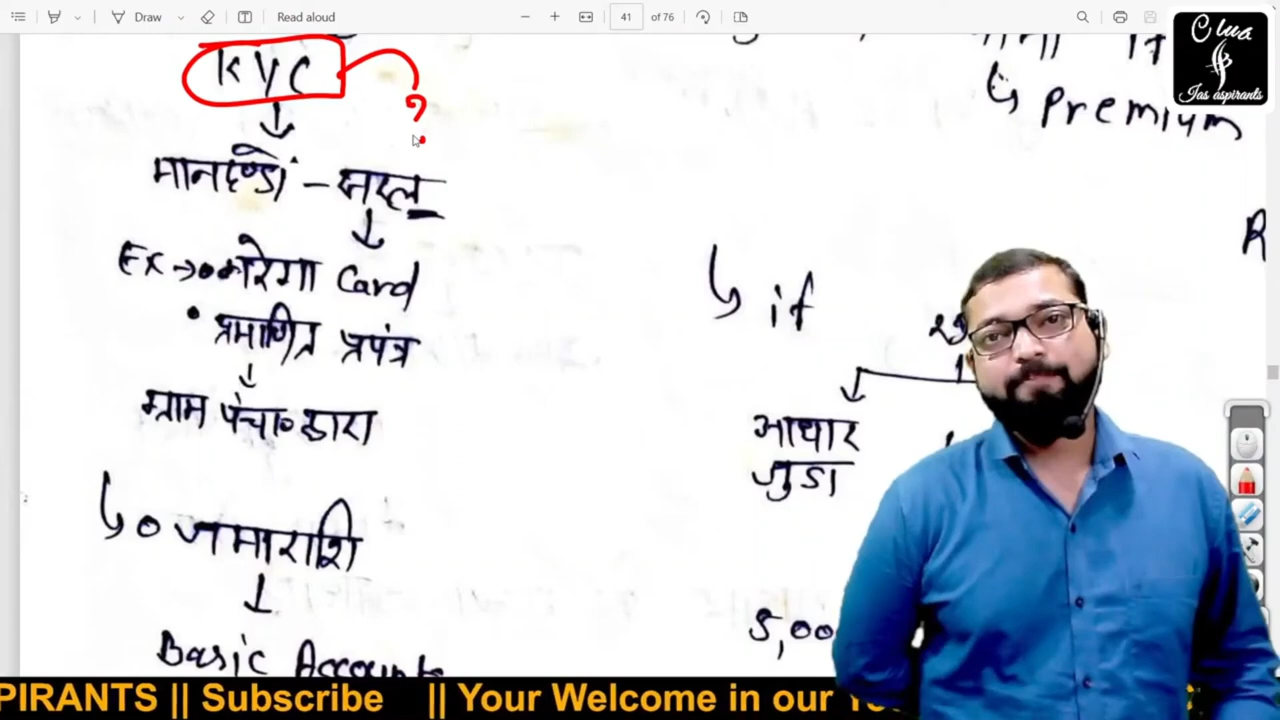 Draw
Read aloud
41 of 76
Clua
Ias aspirants
KYC
?
Premium
मानदण्डों - सरल
Ex → • मनरेगा Card
• प्रमाणित प्रपत्र
ग्राम पंचा० द्वारा
0 जमाराशि
Basic Accounts
R
if
आधार
जुड़ा
5,00
PIRANTS || Subscribe || Your Welcome in our